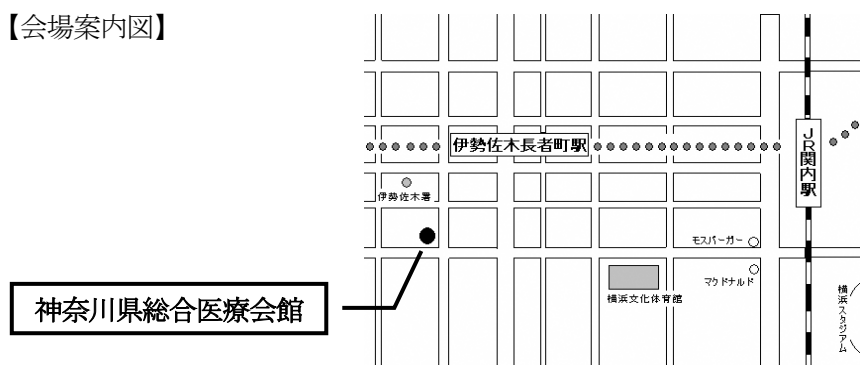 【会場案内図】
伊勢佐木長者町駅
JR関内駅
伊勢佐木署
モスバーガー
マクドナルド
横浜文化体育館
横浜スタジアム
神奈川県総合医療会館